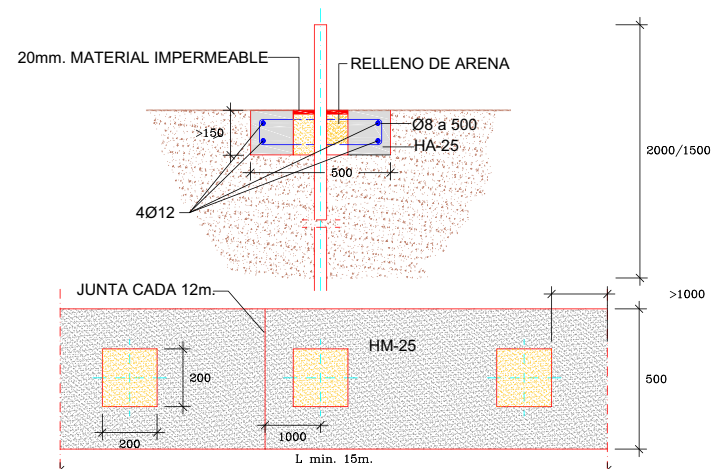 20mm. MATERIAL IMPERMEABLE
RELLENO DE ARENA
>150
Ø8 a 500
HA-25
500
2000/1500
4Ø12
JUNTA CADA 12m.
>1000
HM-25
200
500
200
1000
L min. 15m.